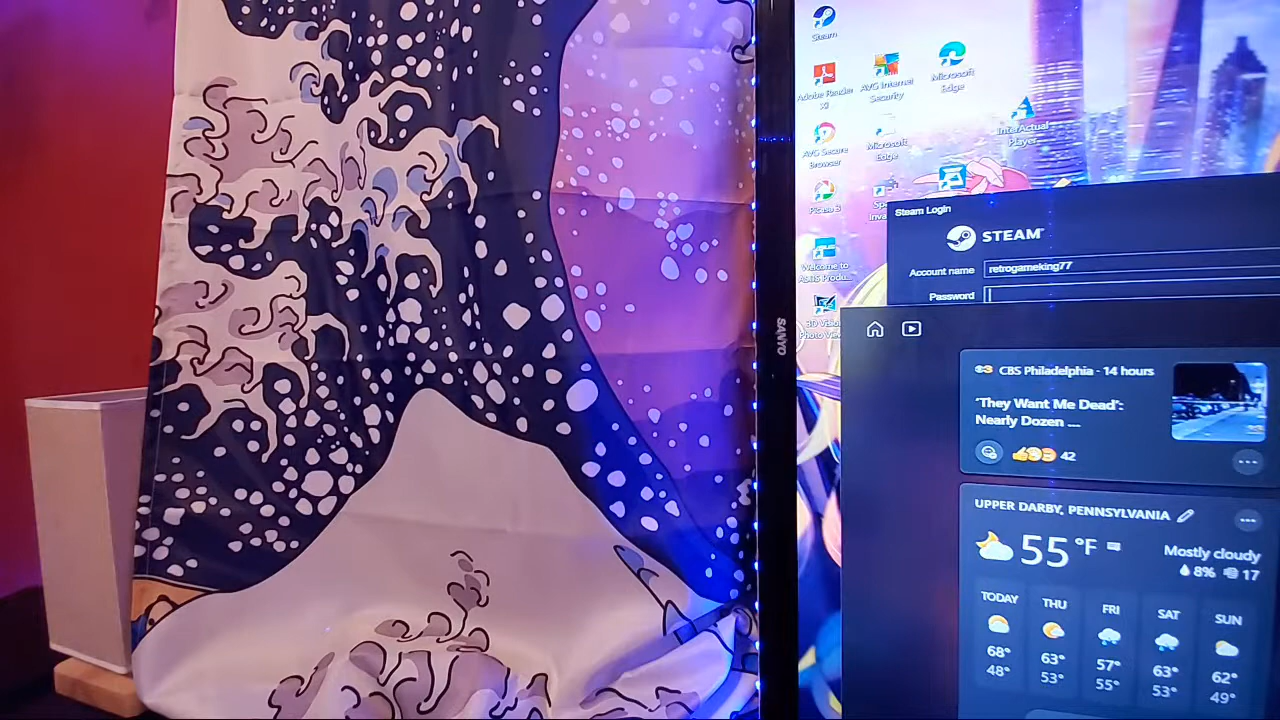 Steam
Adobe Reader
XI
AVG Internet
Security
Microsoft
Edge
InterActual
Player
AVG Secure
Browser
Microsoft
Edge
Picasa 3
Welcome to
ASUS Produ...
3D Vision
Photo View...
SANYO
Steam Login
STEAM
Account name
retrogameking77
Password
CBS Philadelphia · 14 hours
'They Want Me Dead':
Nearly Dozen ...
42
UPPER DARBY, PENNSYLVANIA
55 °F
Mostly cloudy
8% 17
TODAY THU FRI SAT SUN
68° 63° 57° 63° 62°
48° 53° 55° 53° 49°